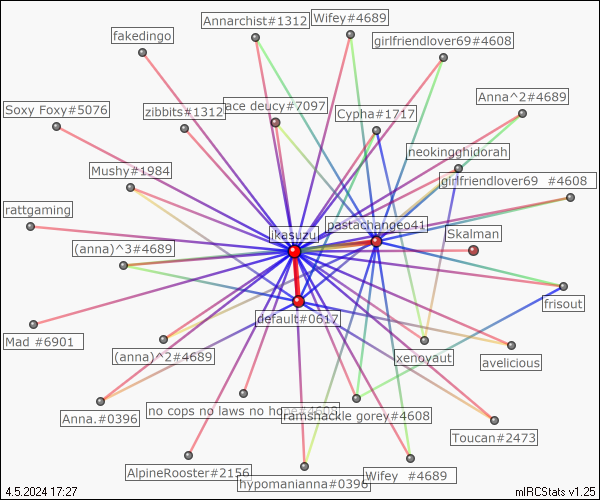 Annarchist#1312
Wifey#4689
fakedingo
girlfriendlover69#4608
Anna^2#4689
Soxy Foxy#5076
zibbits#1312
ace deucy#7097
Cypha#1717
neokingghidorah
Mushy#1984
girlfriendlover69 #4608
rattgaming
ikasuzu
pastachangeo41
Skalman
(anna)^3#4689
default#0617
frisout
Mad #6901
(anna)^2#4689
xenoyaut
avelicious
Anna.#0396
no cops no laws no hope#4608
ramshackle gorey#4608
Toucan#2473
AlpineRooster#2156
hypomanianna#0396
Wifey #4689
4.5.2024 17:27
mIRCStats v1.25